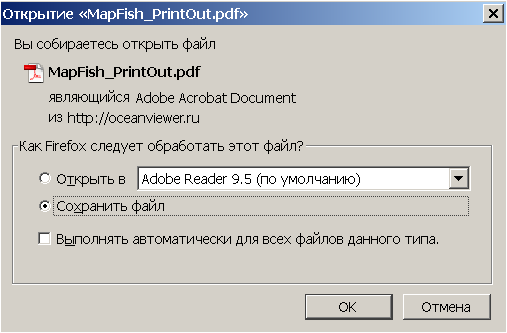 Открытие «MapFish_PrintOut.pdf»
Вы собираетесь открыть файл
MapFish_PrintOut.pdf
являющийся Adobe Acrobat Document
из http://oceanviewer.ru
Как Firefox следует обработать этот файл?
Открыть в Adobe Reader 9.5 (по умолчанию)
Сохранить файл
Выполнять автоматически для всех файлов данного типа.
OK Отмена